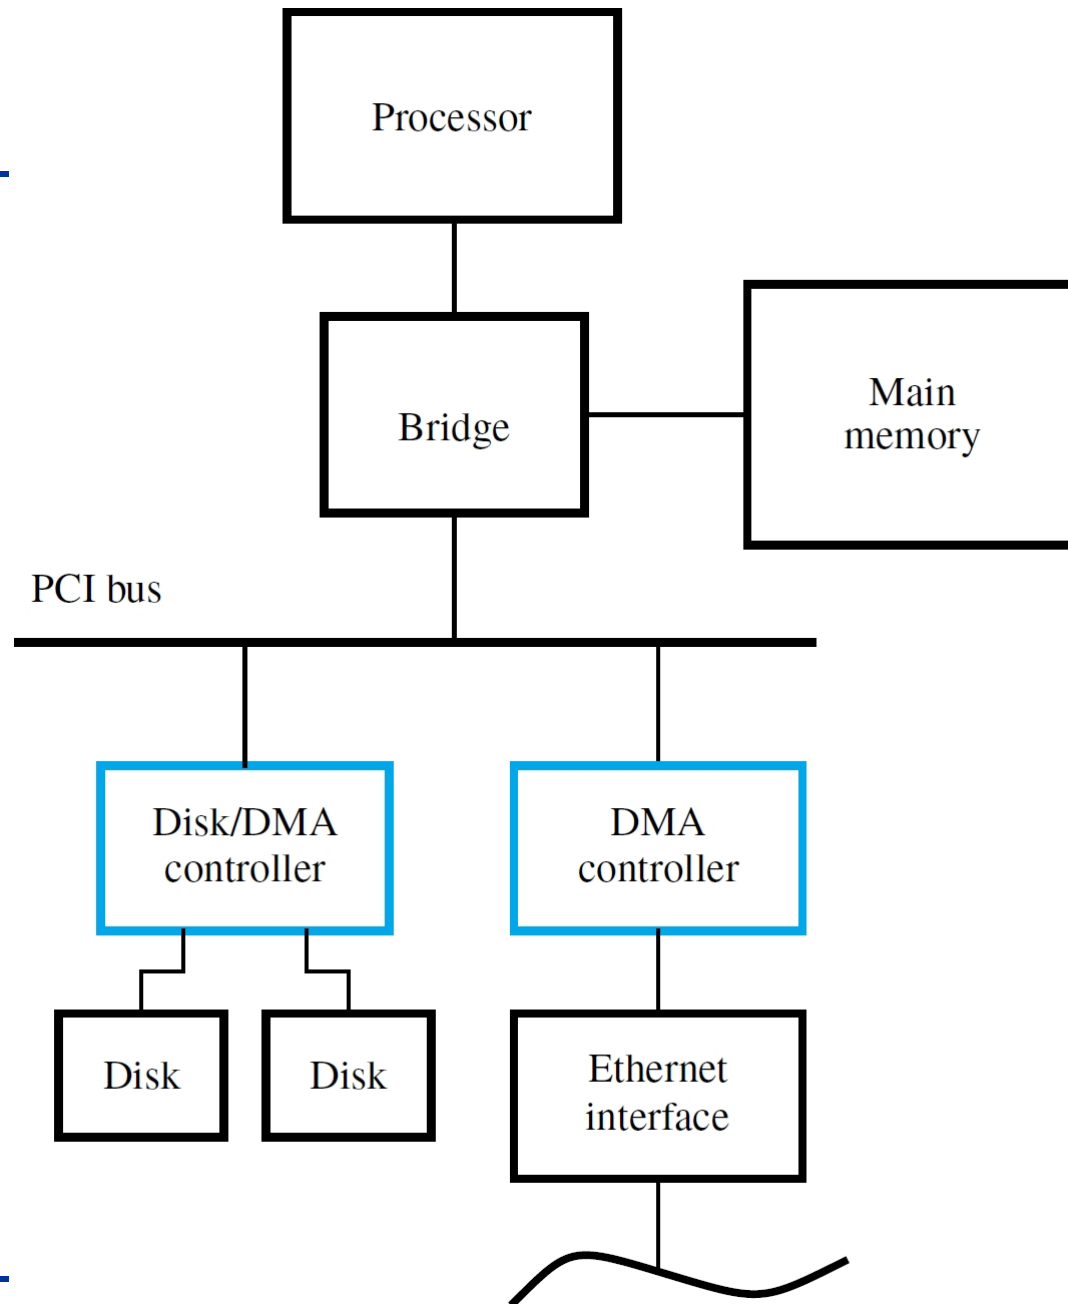 Processor
Bridge
Main
memory
PCI bus
Disk/DMA
controller
DMA
controller
Disk
Disk
Ethernet
interface